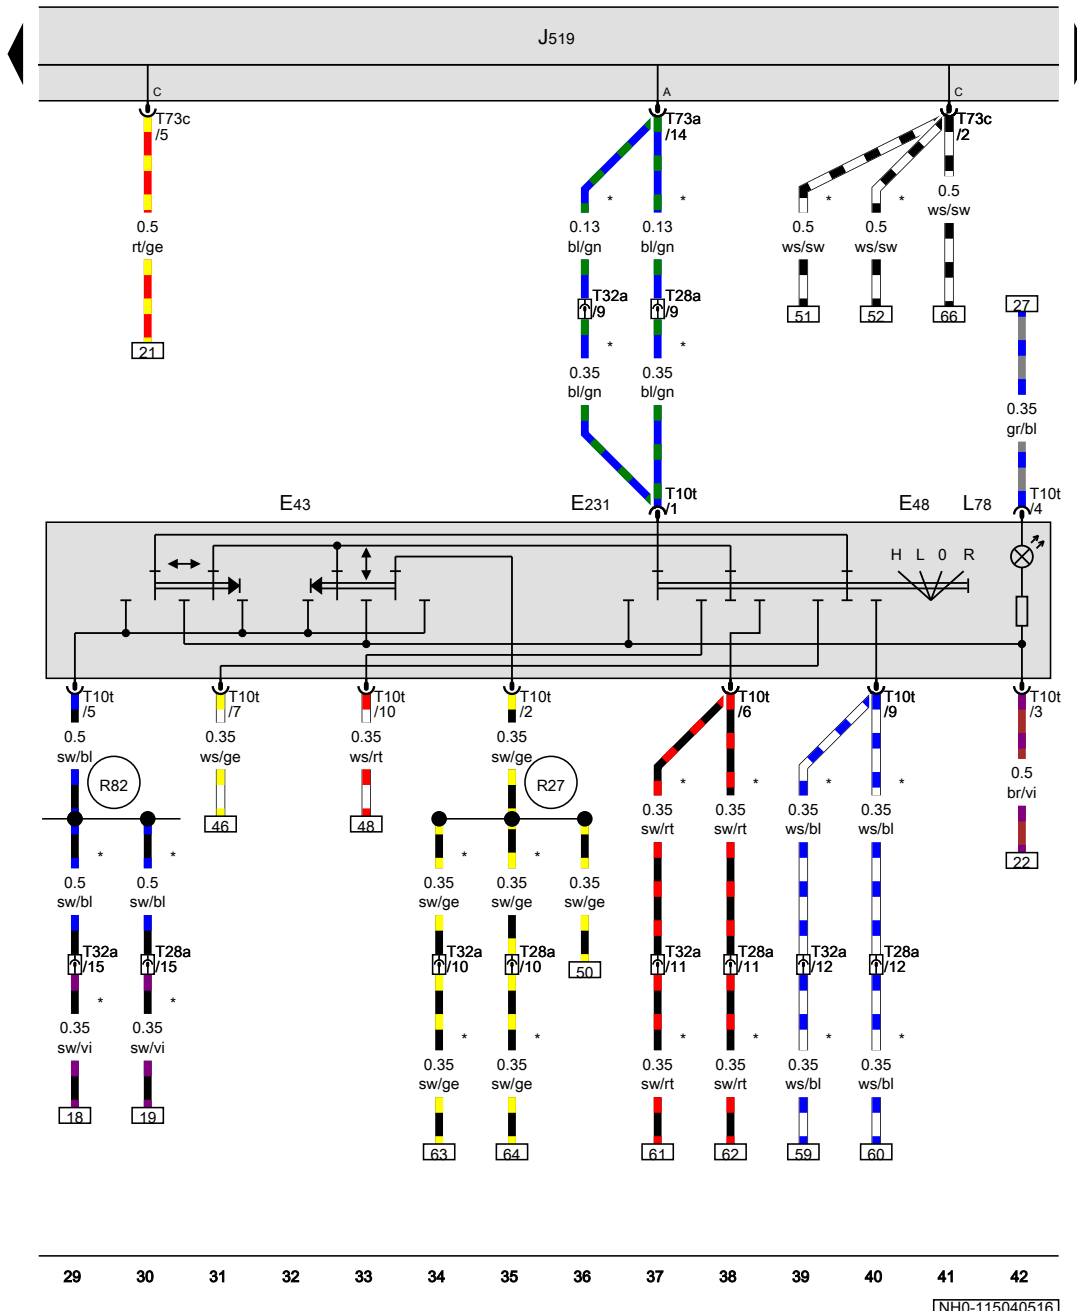 J519
C A C
T73c T73a T73c
/5 /14 /2
* * * *
0.5 0.13 0.13 0.5 0.5 0.5
rt/ge bl/gn bl/gn ws/sw ws/sw ws/sw
T32a T28a
/9 /9
27
51 52 66
21
* *
0.35 0.35
bl/gn bl/gn
0.35
gr/bl
E43 E231 T10t E48 L78 T10t
/1 /4
H L 0 R
T10t T10t T10t T10t T10t T10t T10t
/5 /7 /10 /2 /6 /9 /3
0.5 0.35 0.35 0.35
sw/bl ws/ge ws/rt sw/ge
0.5
br/vi
R82 R27
* * * *
0.35 0.35 0.35 0.35
sw/rt sw/rt ws/bl ws/bl
46 48
22
* * * *
0.5 0.5 0.35 0.35 0.35
sw/bl sw/bl sw/ge sw/ge sw/ge
T32a T28a T32a T28a T32a T28a T32a T28a
/15 /15 /10 /10 /11 /11 /12 /12
50
* *
0.35 0.35
sw/vi sw/vi
* * * * * *
0.35 0.35 0.35 0.35 0.35 0.35
sw/ge sw/ge sw/rt sw/rt ws/bl ws/bl
18 19
63 64 61 62 59 60
29 30 31 32 33 34 35 36 37 38 39 40 41 42
NH0-115040516